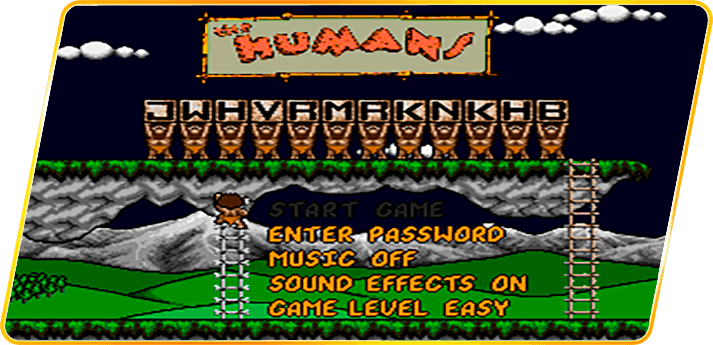 the HUMANS
JWHVRMRKNKHB
START GAME
ENTER PASSWORD
MUSIC OFF
SOUND EFFECTS ON
GAME LEVEL EASY